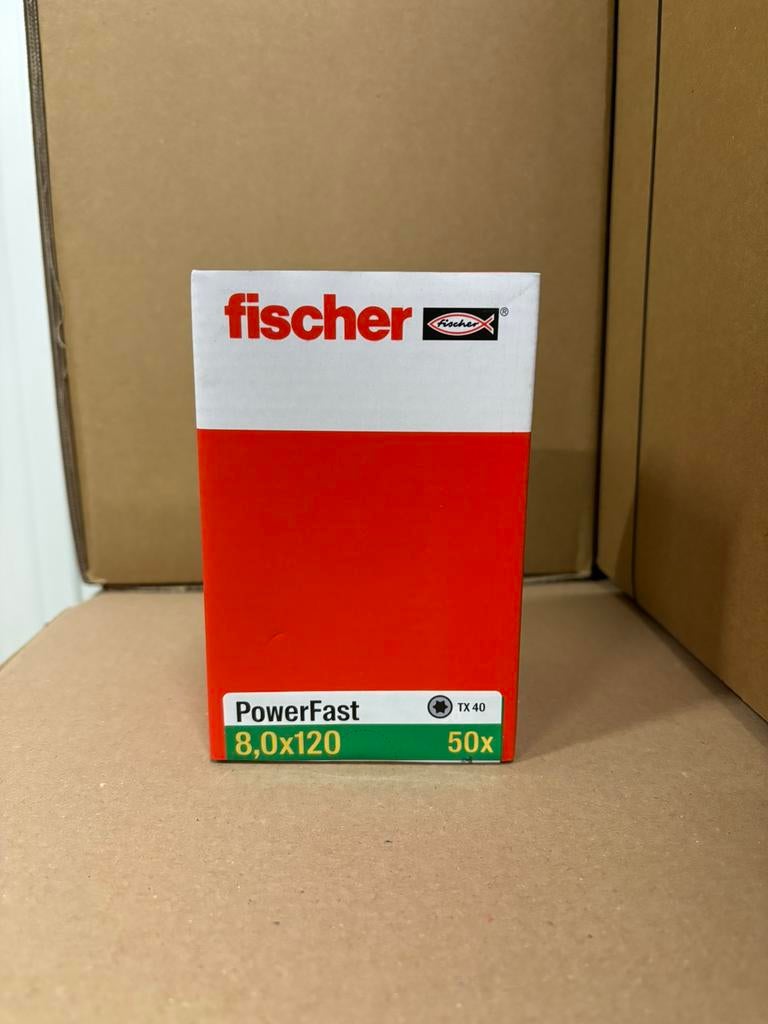 fischer fischer ®
PowerFast TX 40
8,0x120 50x